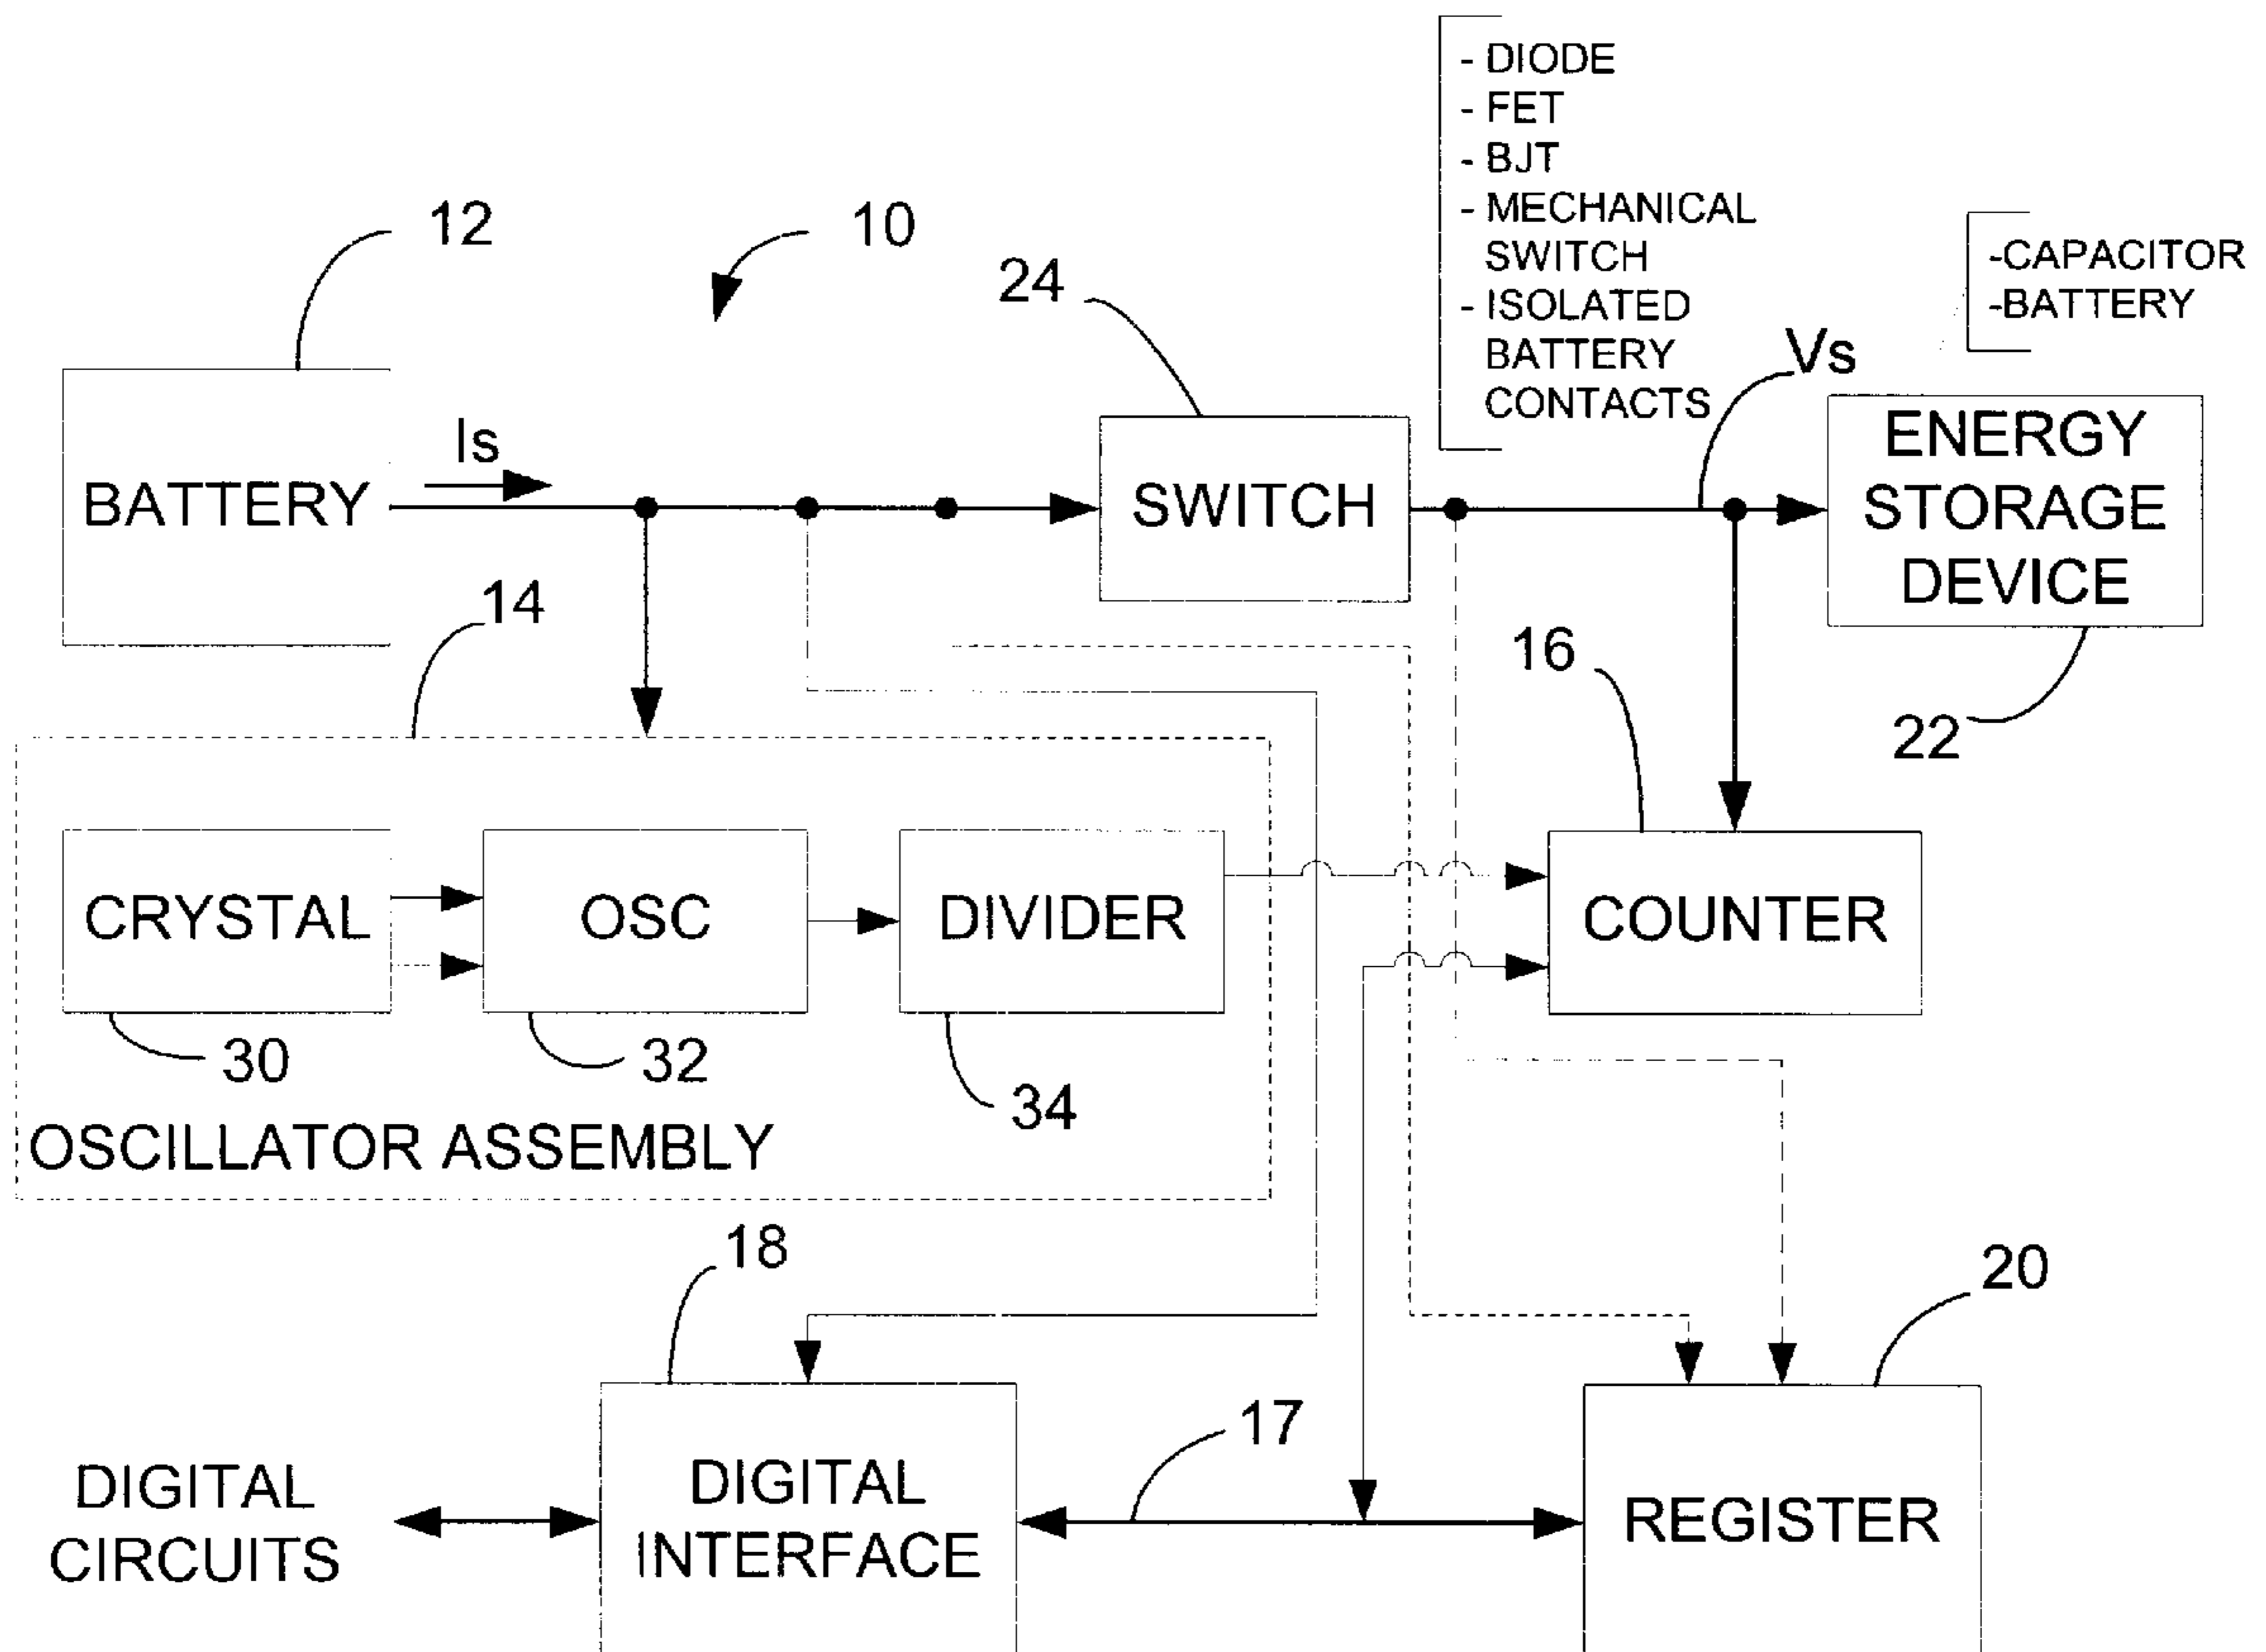 - DIODE
- FET
- BJT
- MECHANICAL
SWITCH
- ISOLATED
BATTERY
CONTACTS
-CAPACITOR
-BATTERY
12
10
24
Vs
BATTERY
Is
SWITCH
ENERGY
STORAGE
DEVICE
14
16
22
CRYSTAL
OSC
DIVIDER
COUNTER
30
32
34
OSCILLATOR ASSEMBLY
18
20
17
DIGITAL
CIRCUITS
DIGITAL
INTERFACE
REGISTER